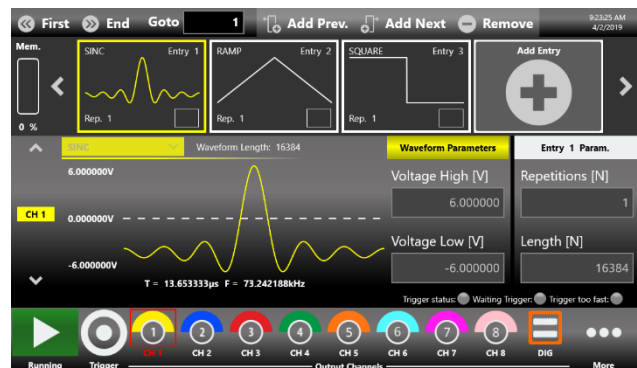 First End Goto 1 Add Prev. Add Next Remove 9:23:25 AM
4/2/2019
Mem.
SINC Entry 1 RAMP Entry 2 SQUARE Entry 3 Add Entry
Rep. 1 Rep. 1 Rep. 1
0 %
SINC Waveform Length: 16384 Waveform Parameters Entry 1 Param.
6.000000V Voltage High [V] Repetitions [N]
6.000000 1
CH 1 0.000000V
Voltage Low [V] Length [N]
-6.000000V -6.000000 16384
T = 13.653333µs F = 73.242188kHz
Trigger status: Waiting Trigger: Trigger too fast:
1 2 3 4 5 6 7 8
CH 1 CH 2 CH 3 CH 4 CH 5 CH 6 CH 7 CH 8 DIG
Running Trigger Output Channels More